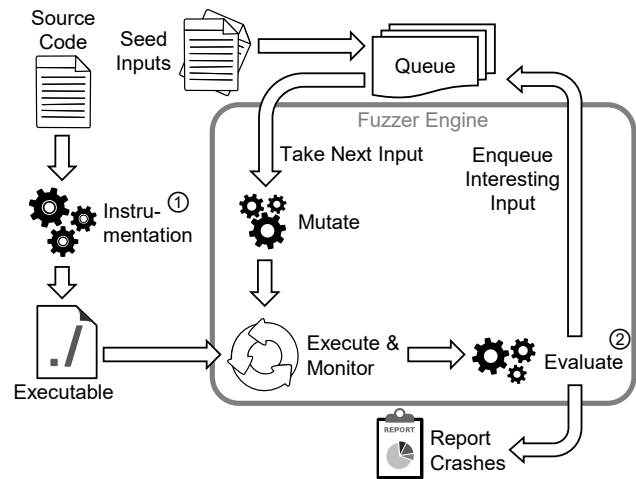 Source
Code
Seed
Inputs
Queue
Fuzzer Engine
Take Next Input
Enqueue
Interesting
Input
Instru-
mentation
①
Mutate
./
Executable
Execute &
Monitor
Evaluate
②
REPORT
Report
Crashes